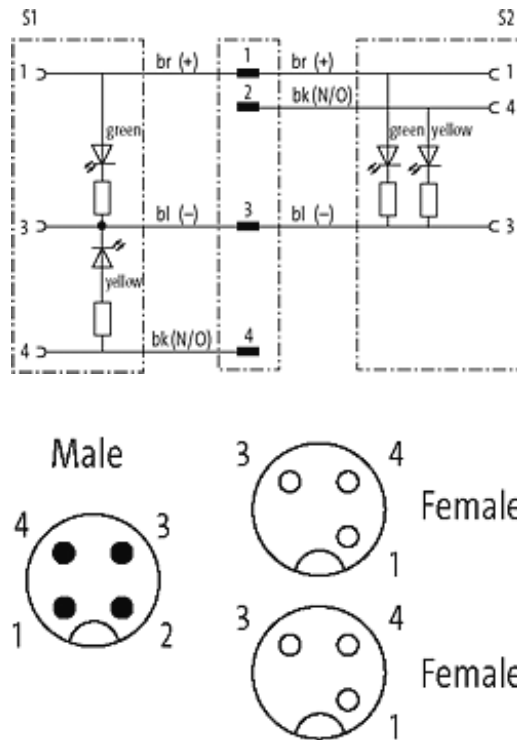 S1 S2
1 br (+) 1 br (+) 1
2 bk(N/O) 4
green green yellow
3 bl (–) 3 bl (–) 3
yellow
4 bk(N/O) 4
Male
4 3
1 2
3 4
Female
1
3 4
Female
1